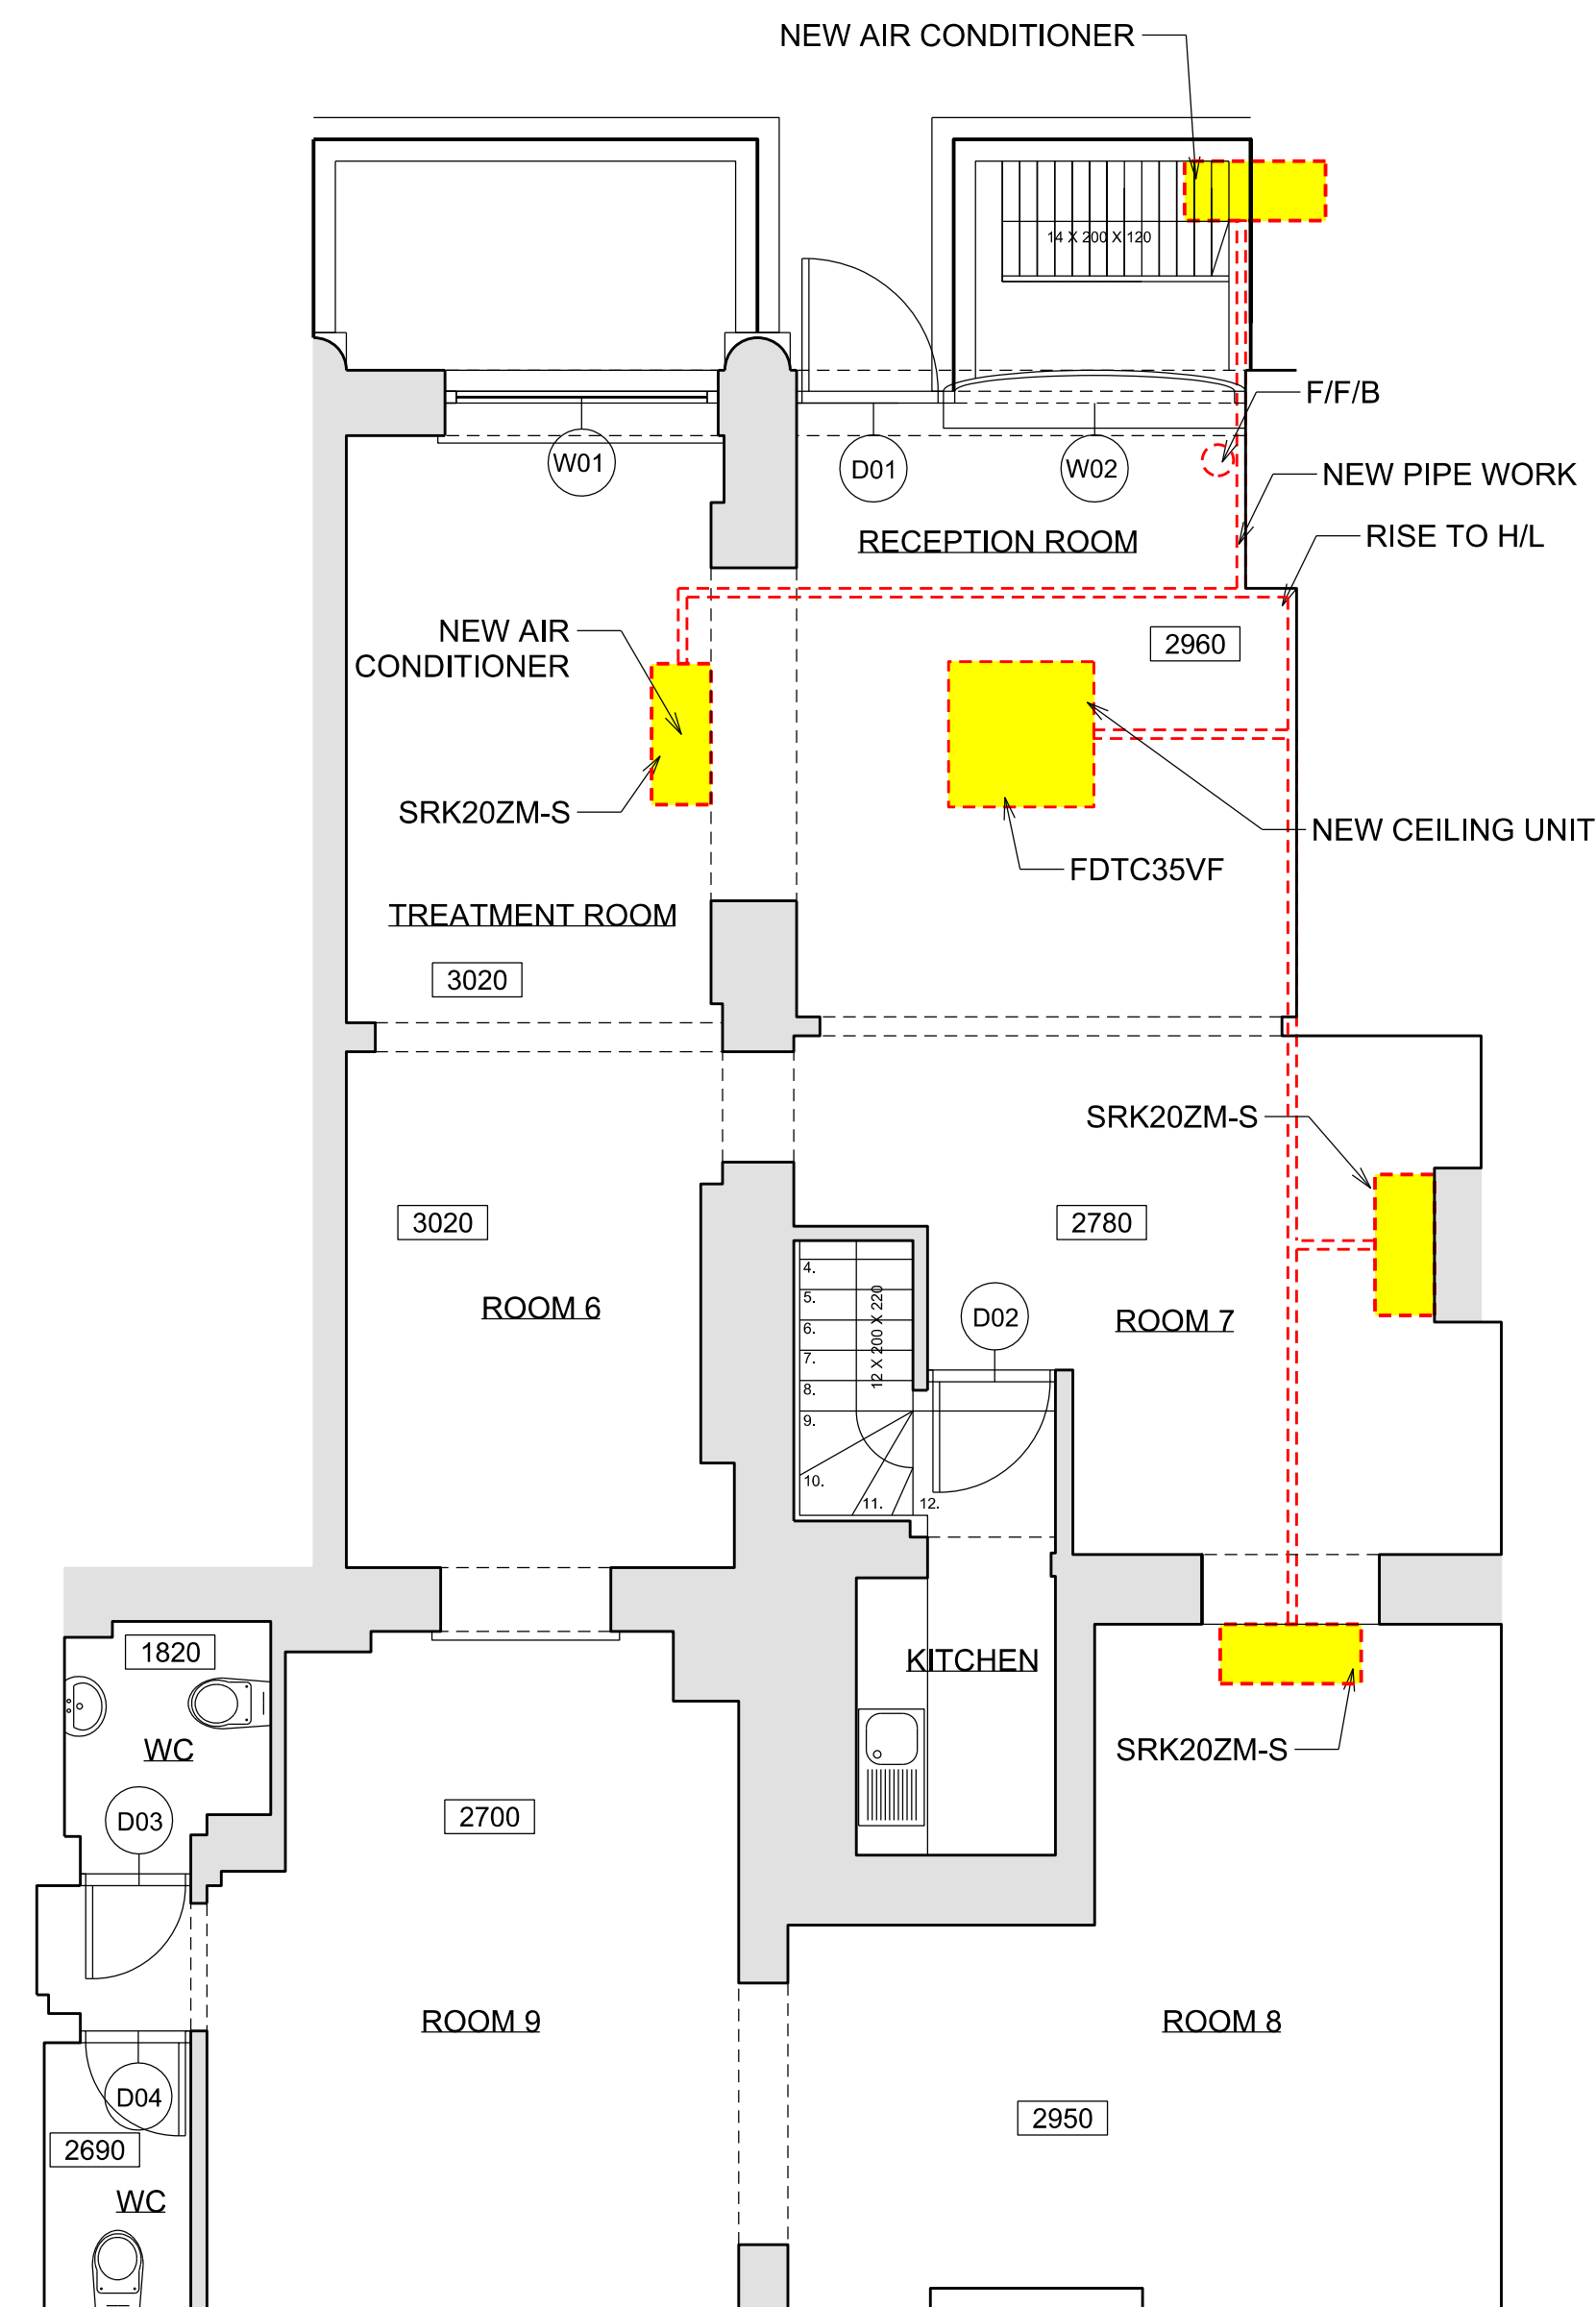 NEW AIR CONDITIONER
14 X 200 X 120
F/F/B
W01
D01
W02
NEW PIPE WORK
RECEPTION ROOM
RISE TO H/L
NEW AIR
CONDITIONER
2960
SRK20ZM-S
NEW CEILING UNIT
FDTC35VF
TREATMENT ROOM
3020
SRK20ZM-S
3020
2780
4.
5.
6.
7.
8.
9.
10.
11.
12.
12 X 200 X 220
ROOM 6
D02
ROOM 7
1820
KITCHEN
WC
SRK20ZM-S
D03
2700
ROOM 9
ROOM 8
D04
2950
2690
WC